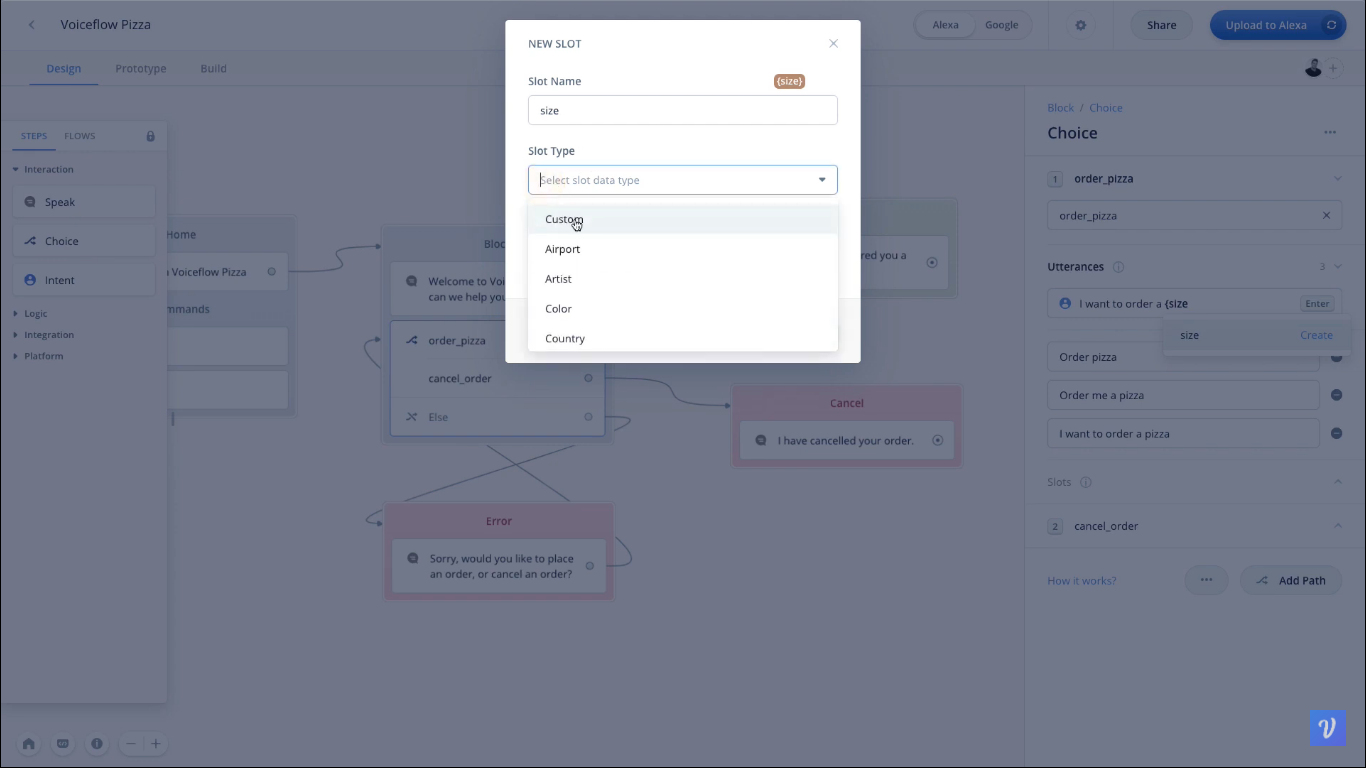 Voiceflow Pizza
Alexa
Google
Share
Upload to Alexa
Design
Prototype
Build
STEPS
FLOWS
Interaction
Speak
Choice
Intent
Logic
Integration
Platform
Home
Voiceflow Pizza
mmands
Bloc
Welcome to Voi
can we help you
order_pizza
cancel_order
Else
ered you a
Cancel
I have cancelled your order.
Error
Sorry, would you like to place
an order, or cancel an order?
NEW SLOT
Slot Name
{size}
size
Slot Type
Select slot data type
Custom
Airport
Artist
Color
Country
Block / Choice
Choice
1
order_pizza
order_pizza
Utterances
3
I want to order a {size
Enter
size
Create
Order pizza
Order me a pizza
I want to order a pizza
Slots
2
cancel_order
How it works?
Add Path